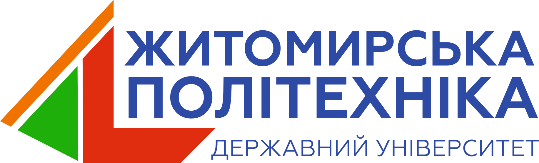 ЖИТОМИРСЬКА
ПОЛІТЕХНІКА
ДЕРЖАВНИЙ УНІВЕРСИТЕТ